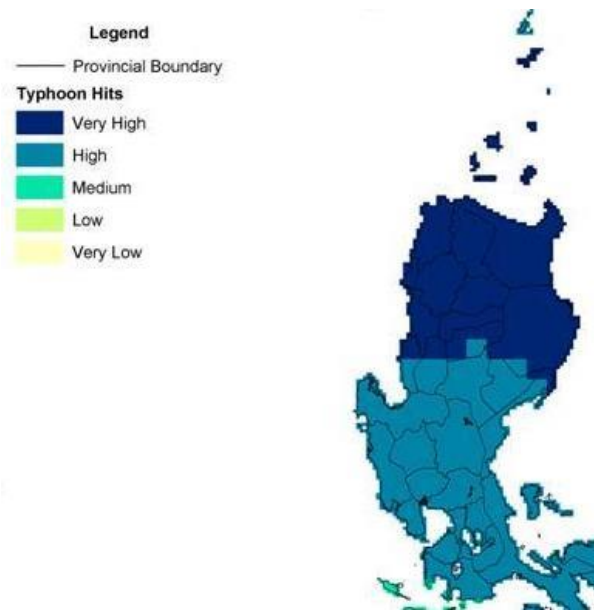 Legend
Provincial Boundary
Typhoon Hits
Very High
High
Medium
Low
Very Low